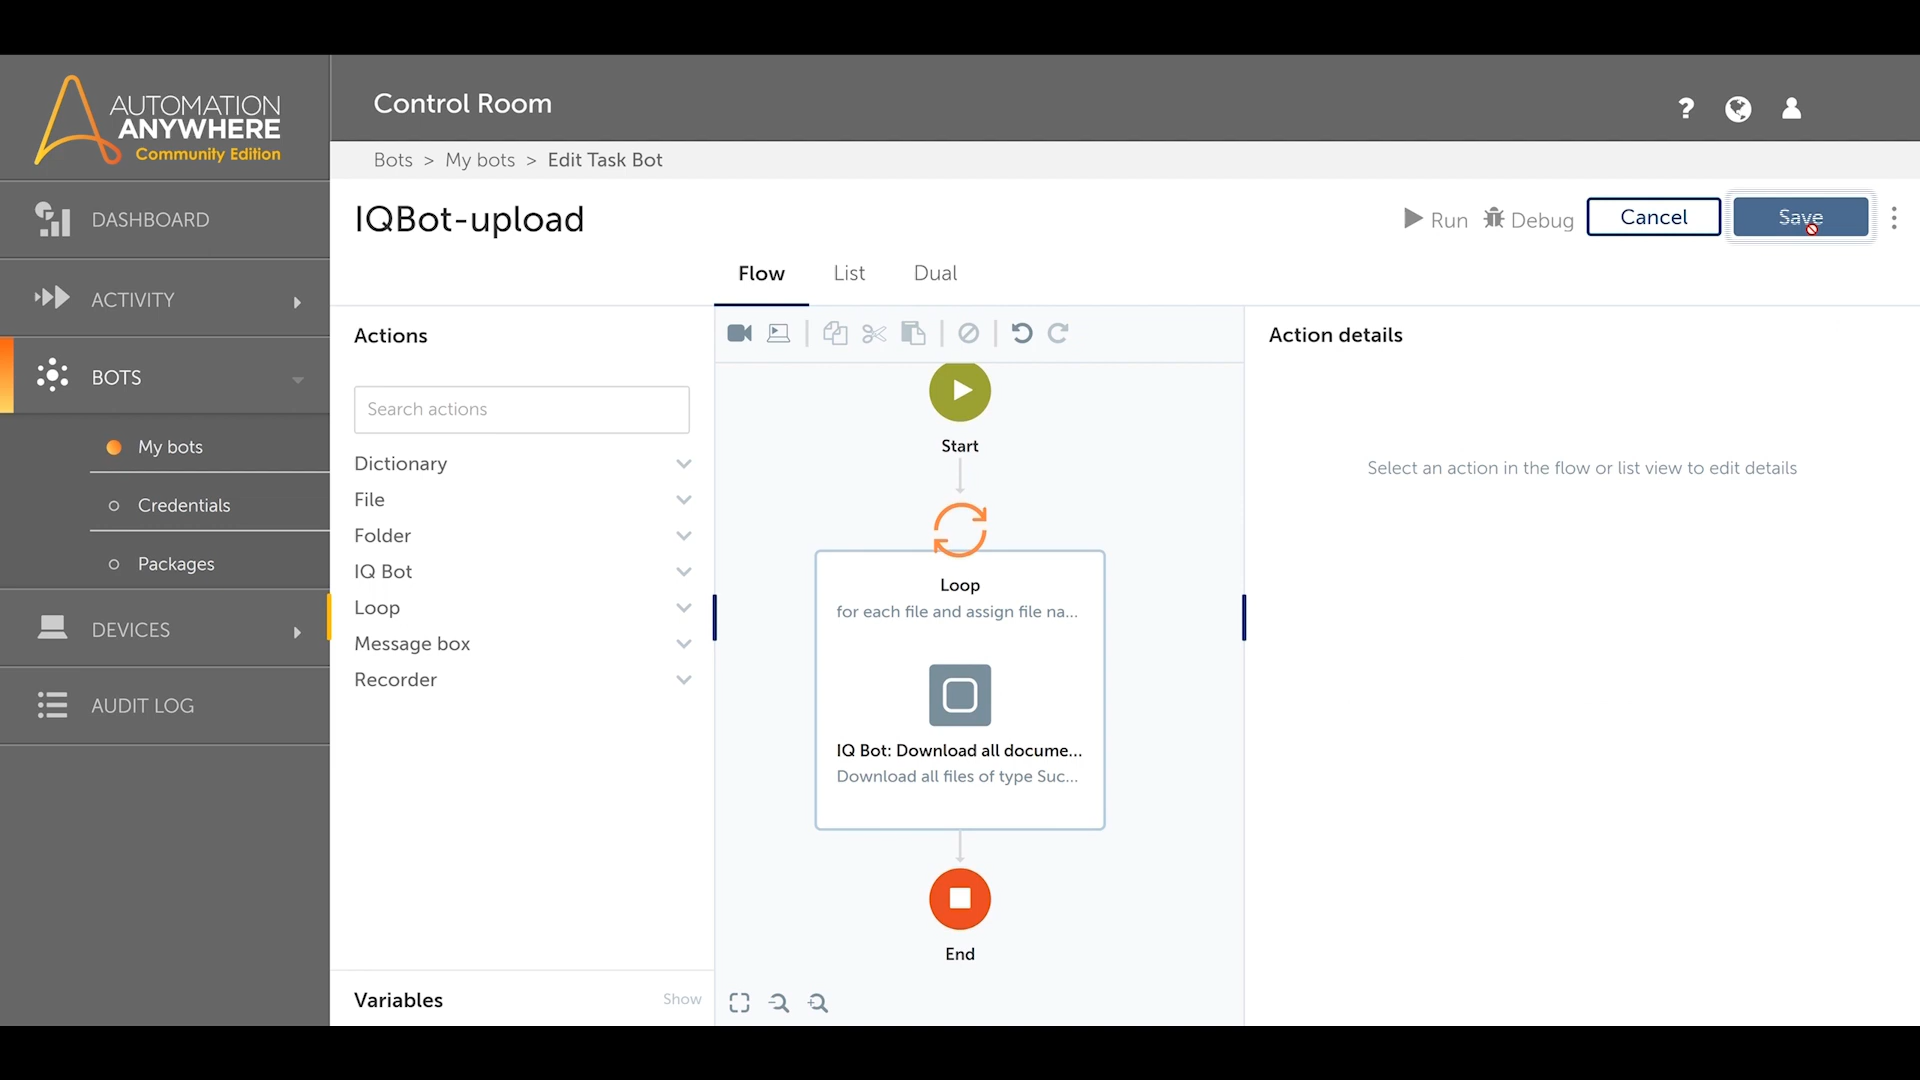 AUTOMATION
ANYWHERE
Community Edition
Control Room
Bots > My bots > Edit Task Bot
DASHBOARD
ACTIVITY
BOTS
My bots
Credentials
Packages
DEVICES
AUDIT LOG
IQBot-upload
Run
Debug
Cancel
Save
Flow
List
Dual
Actions
Search actions
Dictionary
File
Folder
IQ Bot
Loop
Message box
Recorder
Variables
Show
Start
Loop
for each file and assign file na...
IQ Bot: Download all docume...
Download all files of type Suc...
End
Action details
Select an action in the flow or list view to edit details